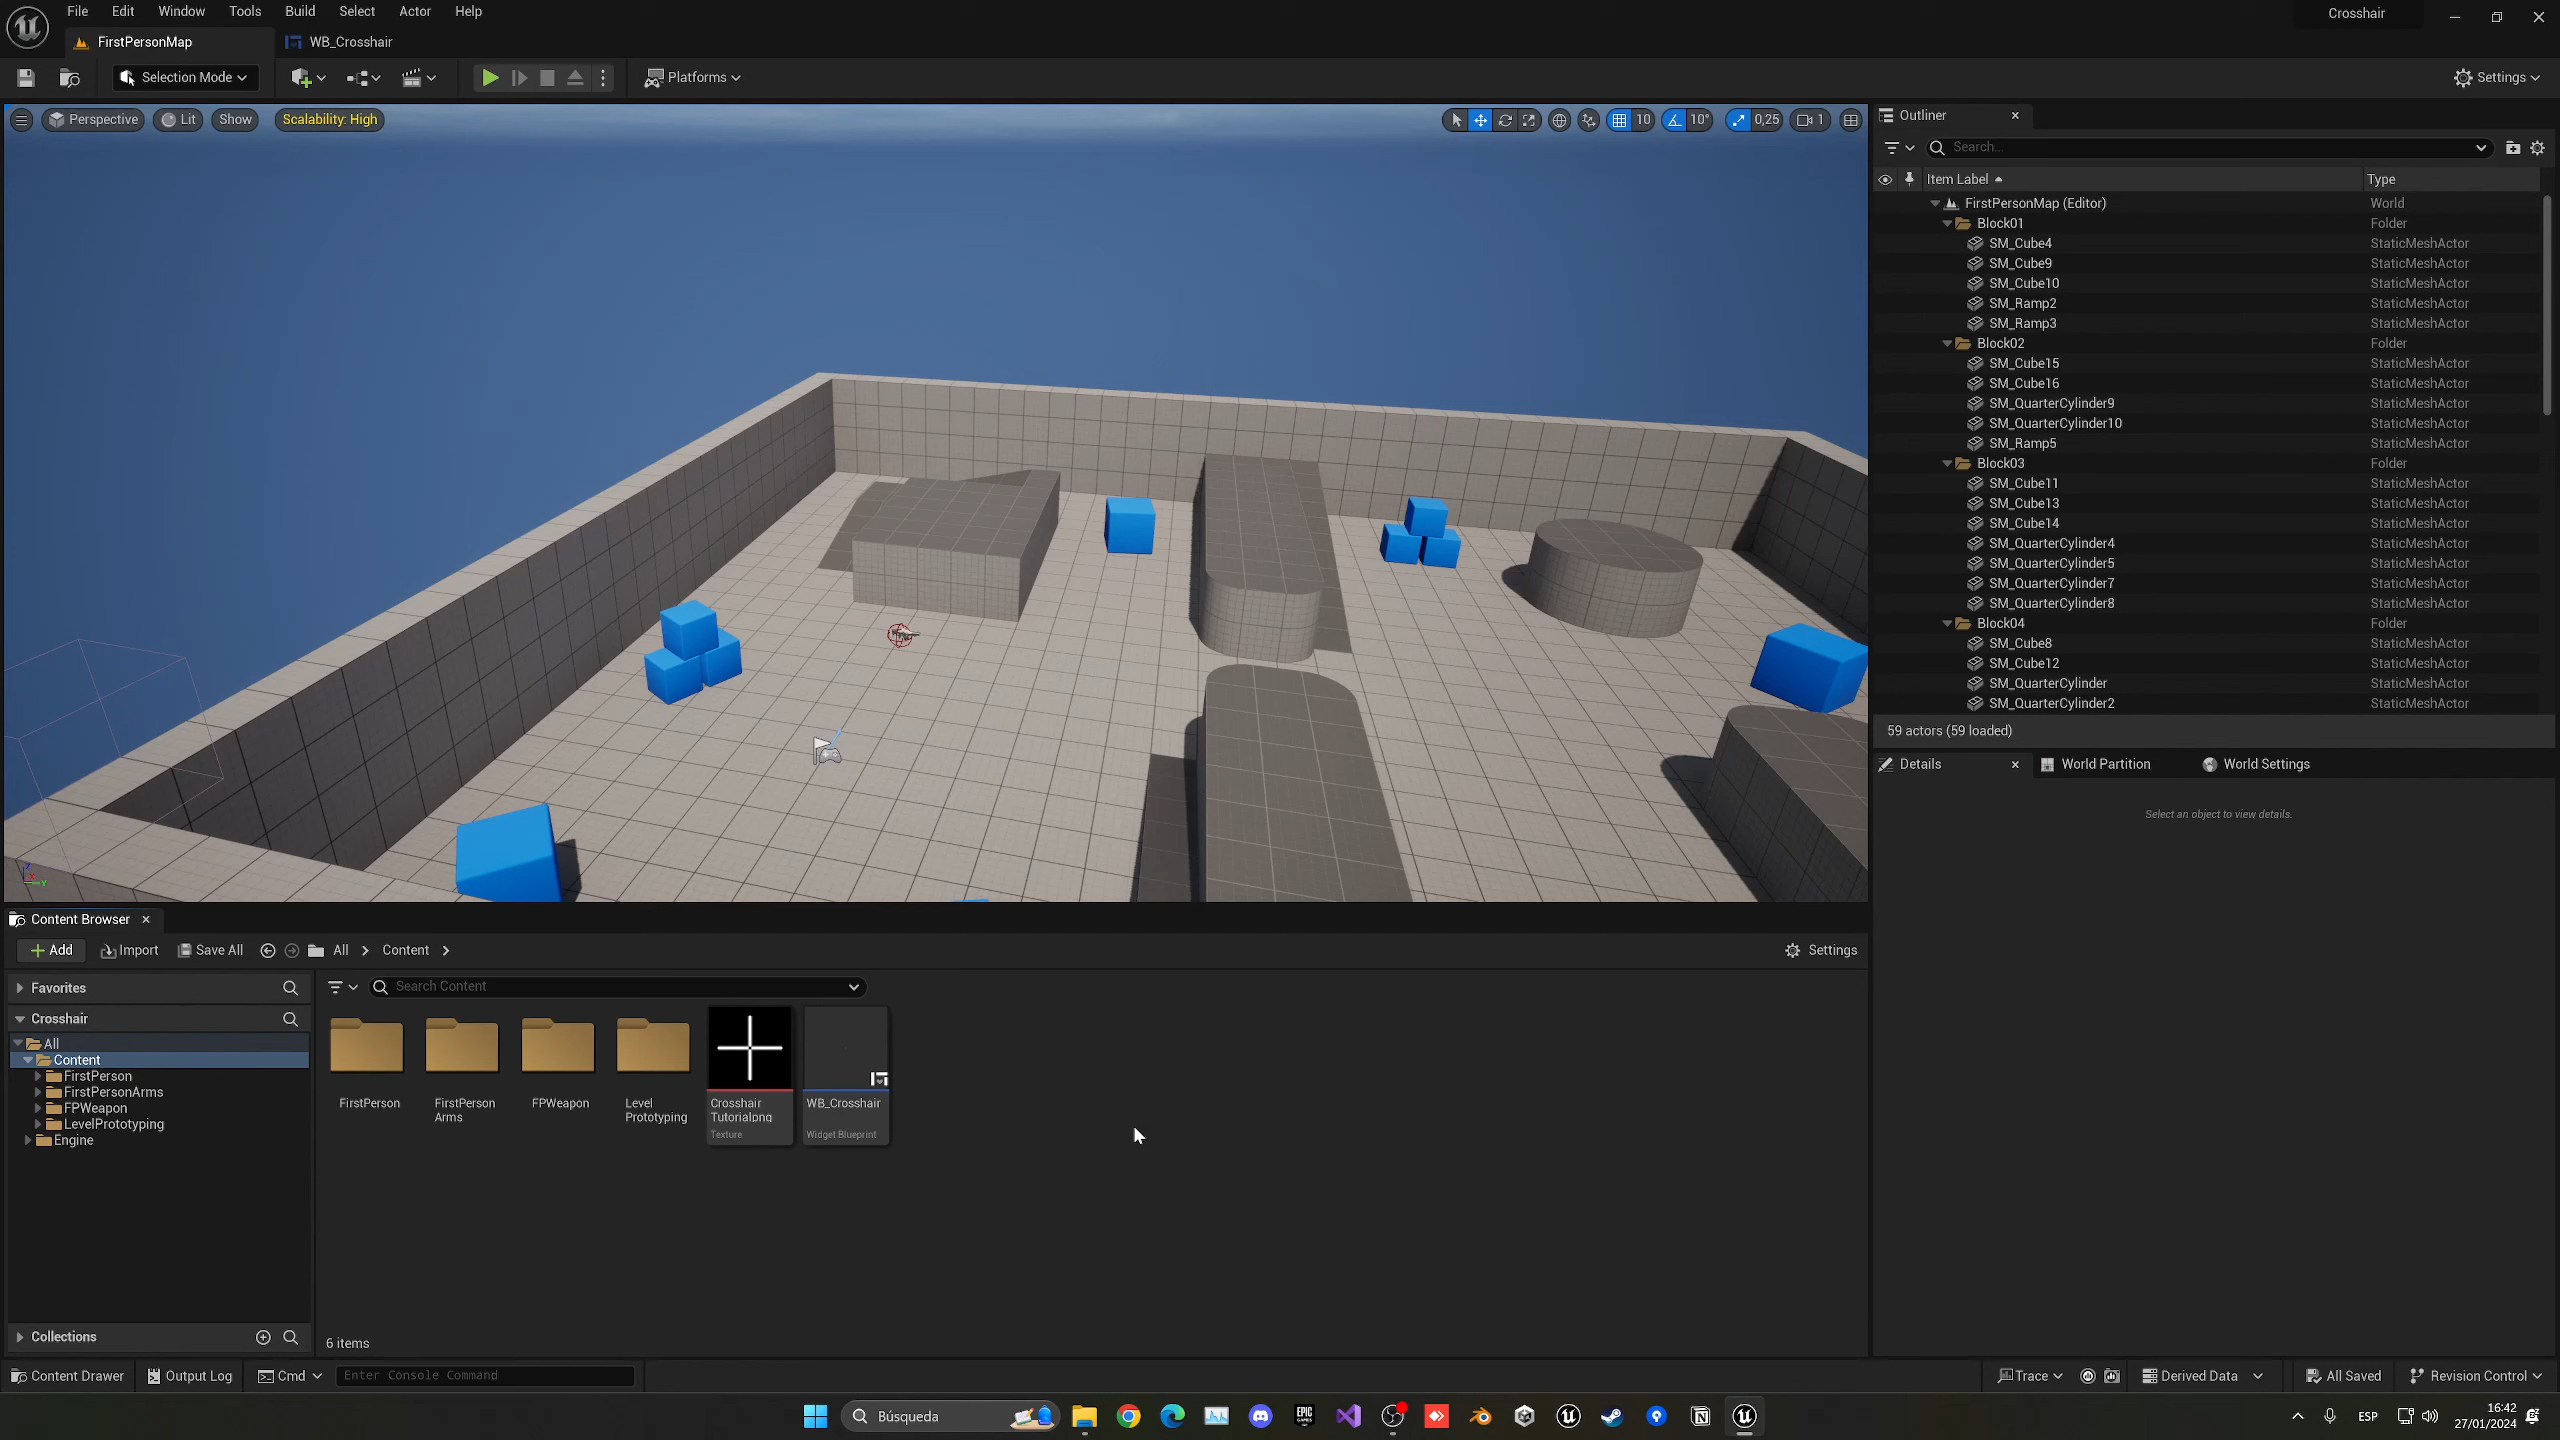 File Edit Window Tools Build Select Actor Help
Crosshair
FirstPersonMap
WB_Crosshair
Selection Mode
Platforms
Settings
Perspective
Lit
Show
Scalability: High
10
10°
0,25
1
Outliner
Search...
Item Label
Type
FirstPersonMap (Editor) World
Block01 Folder
SM_Cube4 StaticMeshActor
SM_Cube9 StaticMeshActor
SM_Cube10 StaticMeshActor
SM_Ramp2 StaticMeshActor
SM_Ramp3 StaticMeshActor
Block02 Folder
SM_Cube15 StaticMeshActor
SM_Cube16 StaticMeshActor
SM_QuarterCylinder9 StaticMeshActor
SM_QuarterCylinder10 StaticMeshActor
SM_Ramp5 StaticMeshActor
Block03 Folder
SM_Cube11 StaticMeshActor
SM_Cube13 StaticMeshActor
SM_Cube14 StaticMeshActor
SM_QuarterCylinder4 StaticMeshActor
SM_QuarterCylinder5 StaticMeshActor
SM_QuarterCylinder7 StaticMeshActor
SM_QuarterCylinder8 StaticMeshActor
Block04 Folder
SM_Cube8 StaticMeshActor
SM_Cube12 StaticMeshActor
SM_QuarterCylinder StaticMeshActor
SM_QuarterCylinder2 StaticMeshActor
59 actors (59 loaded)
Details
World Partition
World Settings
Select an object to view details.
Content Browser
Add
Import
Save All
All
Content
Settings
Favorites
Search Content
Crosshair
All
Content
FirstPerson
FirstPersonArms
FPWeapon
LevelPrototyping
Engine
FirstPerson
FirstPerson
Arms
FPWeapon
Level
Prototyping
Crosshair
Tutorialpng
Texture
WB_Crosshair
Widget Blueprint
Collections
6 items
Content Drawer
Output Log
Cmd
Enter Console Command
Trace
Derived Data
All Saved
Revision Control
Búsqueda
EPIC
GAMES
ESP
16:42
27/01/2024